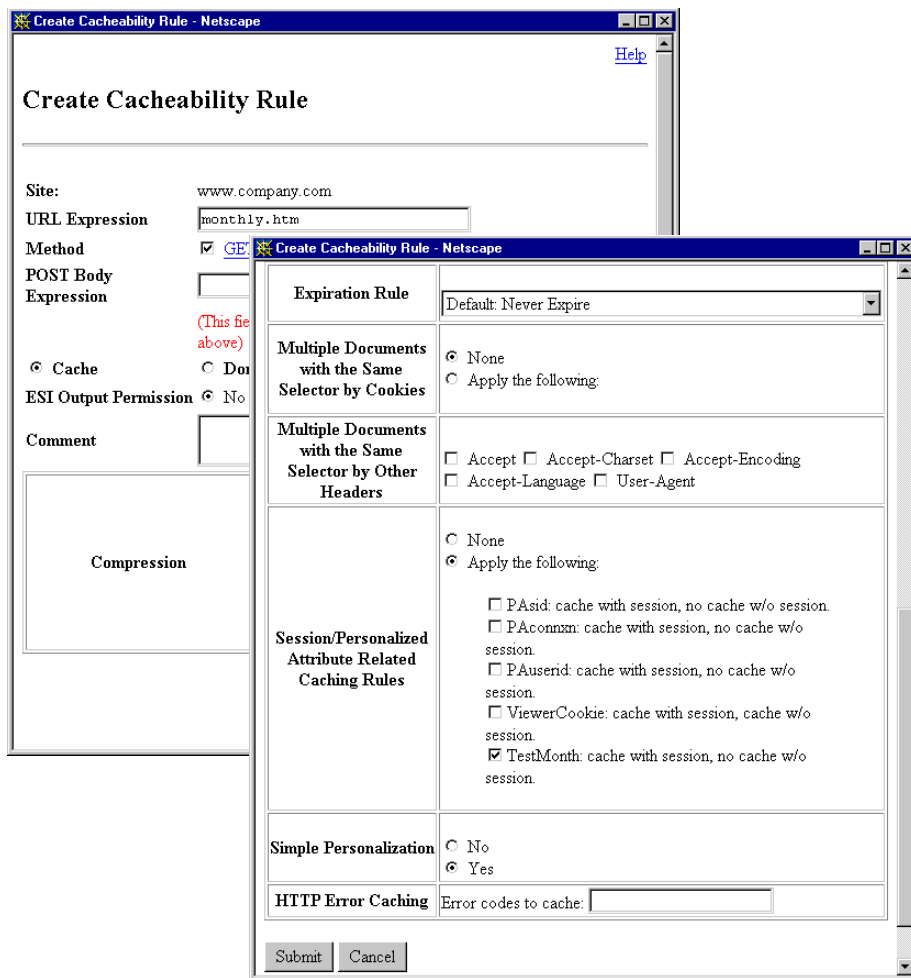 Create Cacheability Rule - Netscape
Help
Create Cacheability Rule
Site: www.company.com
URL Expression monthly.htm
Method
POST Body
Expression
(This
above)
Cache
ESI Output Permission No
Comment
Compression
Create Cacheability Rule - Netscape
Expiration Rule Default: Never Expire
Multiple Documents
with the Same
Selector by Cookies
None
Apply the following:
Multiple Documents
with the Same
Selector by Other
Headers
Accept Accept-Charset Accept-Encoding
Accept-Language User-Agent
Session/Personalized
Attribute Related
Caching Rules
None
Apply the following:
PAsid: cache with session, no cache w/o session.
PAconnxn: cache with session, no cache w/o
session.
PAuserid: cache with session, no cache w/o
session.
ViewerCookie: cache with session, cache w/o
session.
TestMonth: cache with session, no cache w/o
session.
Simple Personalization
No
Yes
HTTP Error Caching Error codes to cache:
Submit Cancel